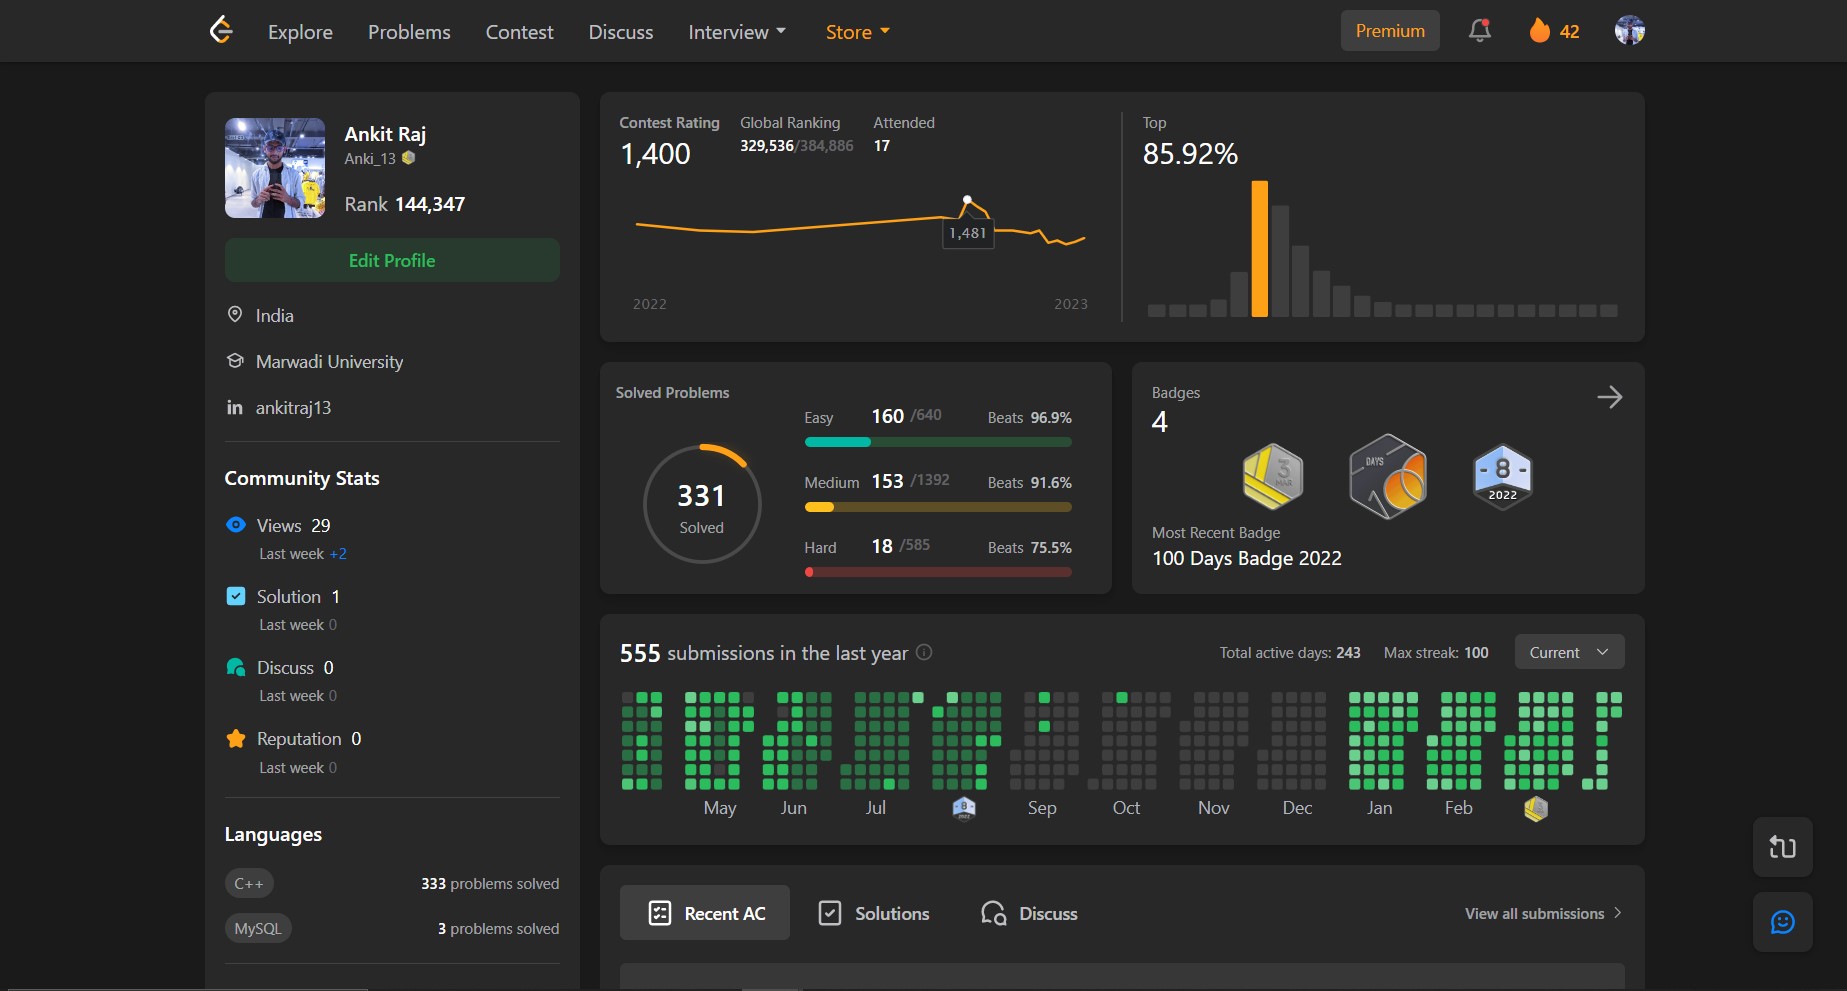 Explore Problems Contest Discuss Interview Store Premium 42
Ankit Raj
Anki_13
Rank 144,347
Edit Profile
India
Marwadi University
in ankitraj13
Community Stats
Views 29
Last week +2
Solution 1
Last week 0
Discuss 0
Last week 0
Reputation 0
Last week 0
Languages
C++ 333 problems solved
MySQL 3 problems solved
Contest Rating Global Ranking Attended
1,400 329,536/384,886 17
1,481
2022 2023
Top
85.92%
Solved Problems
331
Solved
Easy 160 /640 Beats 96.9%
Medium 153 /1392 Beats 91.6%
Hard 18 /585 Beats 75.5%
Badges
4
3
MAR
DAYS
8
2022
Most Recent Badge
100 Days Badge 2022
555 submissions in the last year Total active days: 243 Max streak: 100 Current
May Jun Jul Sep Oct Nov Dec Jan Feb
Recent AC Solutions Discuss View all submissions